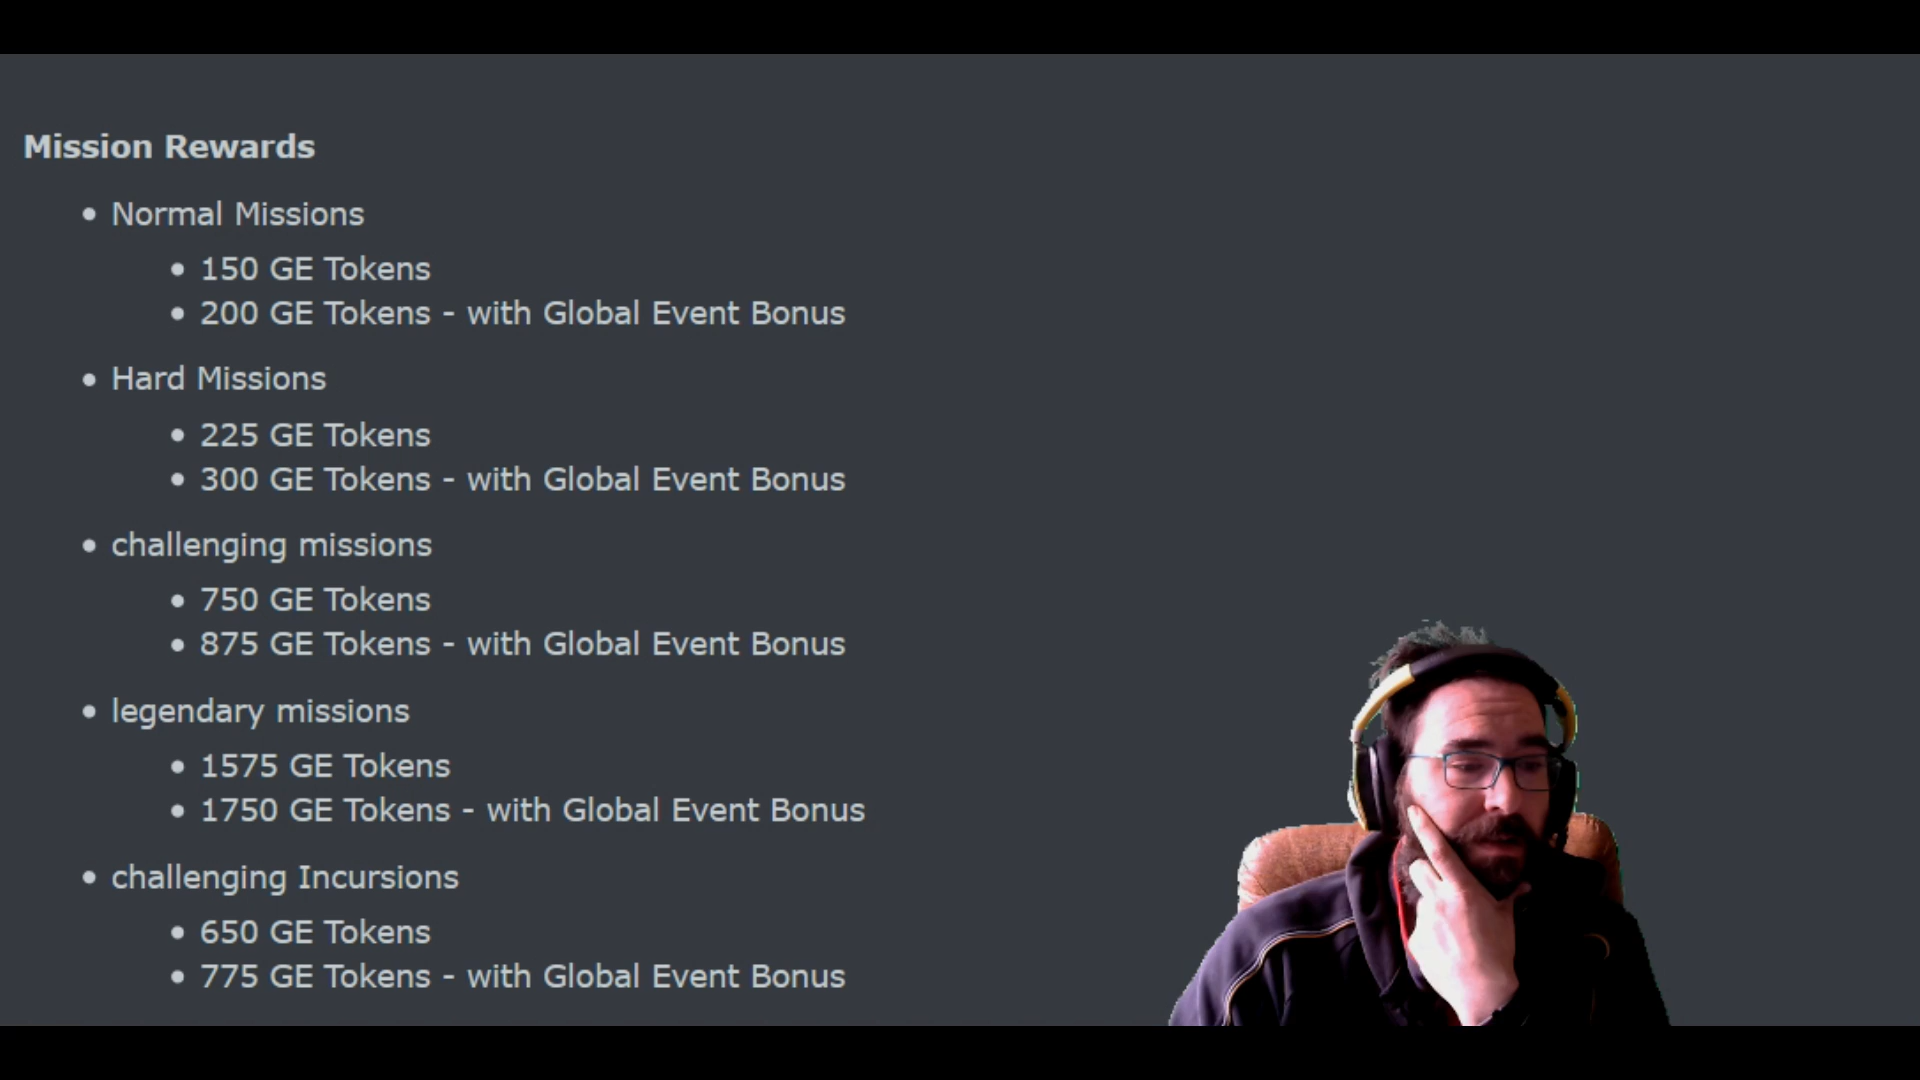 Mission Rewards
Normal Missions
150 GE Tokens
200 GE Tokens - with Global Event Bonus
Hard Missions
225 GE Tokens
300 GE Tokens - with Global Event Bonus
challenging missions
750 GE Tokens
875 GE Tokens - with Global Event Bonus
legendary missions
1575 GE Tokens
1750 GE Tokens - with Global Event Bonus
challenging Incursions
650 GE Tokens
775 GE Tokens - with Global Event Bonus